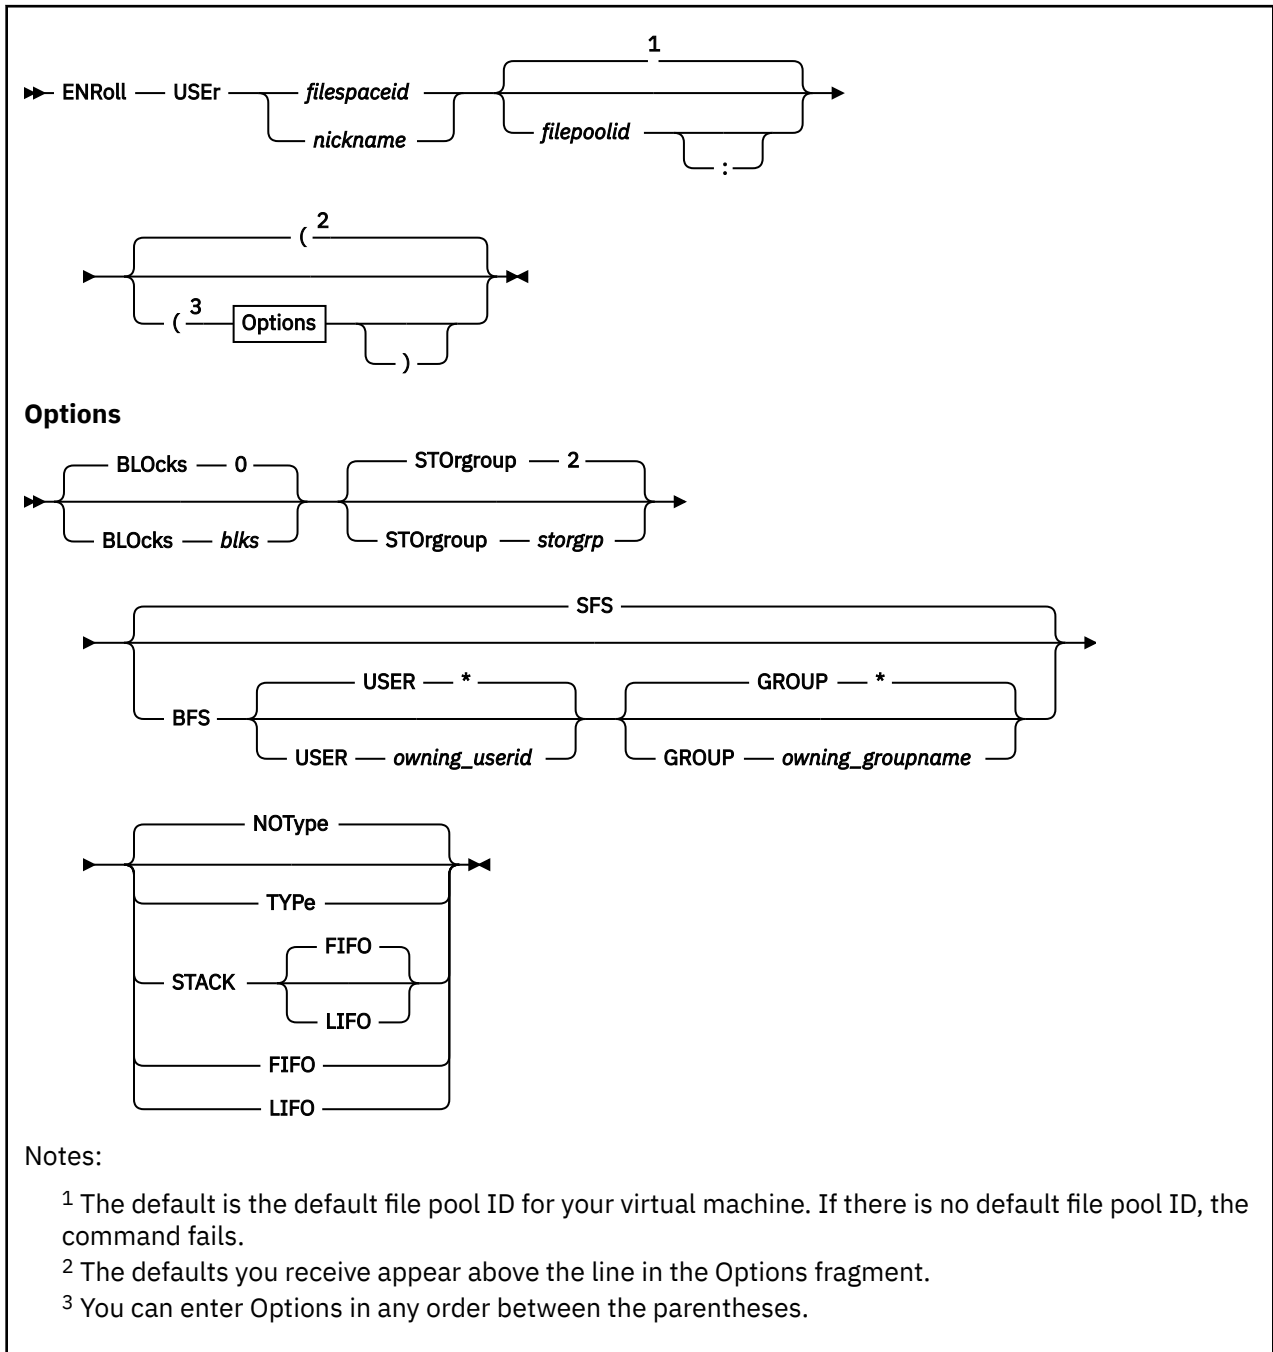 1
ENRoll USEr filespaceid
nickname filepoolid
:
( 2
( 3 Options
)
Options
BLOcks 0 STOrgroup 2
BLOcks blks STOrgroup storgrp
SFS
USER * GROUP *
BFS
USER owning_userid GROUP owning_groupname
NOType
TYPe
FIFO
STACK
LIFO
FIFO
LIFO
Notes:
1 The default is the default file pool ID for your virtual machine. If there is no default file pool ID, the
command fails.
2 The defaults you receive appear above the line in the Options fragment.
3 You can enter Options in any order between the parentheses.